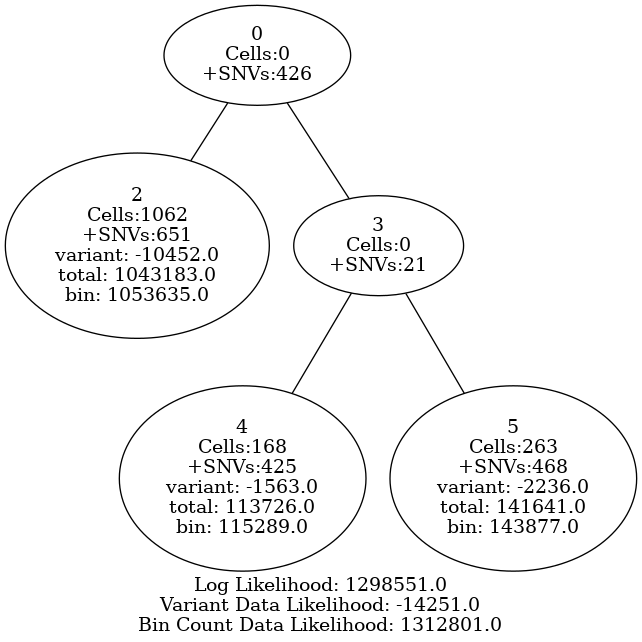 0
Cells:0
+SNVs:426
2
Cells:1062
+SNVs:651
variant: -10452.0
total: 1043183.0
bin: 1053635.0
3
Cells:0
+SNVs:21
4
Cells:168
+SNVs:425
variant: -1563.0
total: 113726.0
bin: 115289.0
5
Cells:263
+SNVs:468
variant: -2236.0
total: 141641.0
bin: 143877.0
Log Likelihood: 1298551.0
Variant Data Likelihood: -14251.0
Bin Count Data Likelihood: 1312801.0